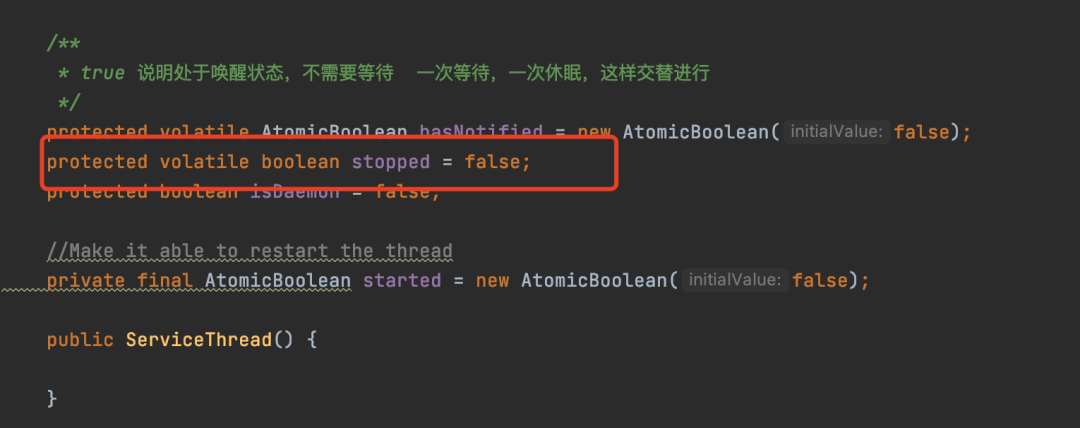 /**
* true 说明处于唤醒状态，不需要等待 一次等待，一次休眠，这样交替进行
*/
protected volatile AtomicBoolean hasNotified = new AtomicBoolean( initialValue: false);
protected volatile boolean stopped = false;
protected boolean isDaemon = false;
//Make it able to restart the thread
private final AtomicBoolean started = new AtomicBoolean( initialValue: false);
public ServiceThread() {
}